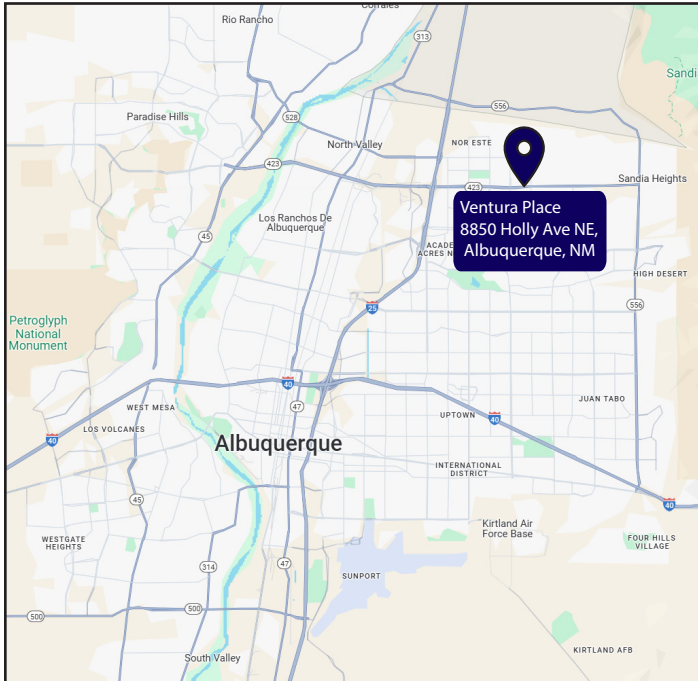 Corrales
Rio Rancho
313
Sandi
556
Paradise Hills
528
North Valley
NOR ESTE
423
423
Sandia Heights
Ventura Place
8850 Holly Ave NE,
Albuquerque, NM
Los Ranchos De
Albuquerque
45
ACADE
ACRES N
HIGH DESERT
556
25
Petroglyph
National
Monument
40
47
WEST MESA
JUAN TABO
UPTOWN
40
LOS VOLCANES
40
Albuquerque
INTERNATIONAL
DISTRICT
45
40
Kirtland Air
Force Base
WESTGATE
HEIGHTS
FOUR HILLS
VILLAGE
314
47
SUNPORT
500
500
KIRTLAND AFB
South Valley